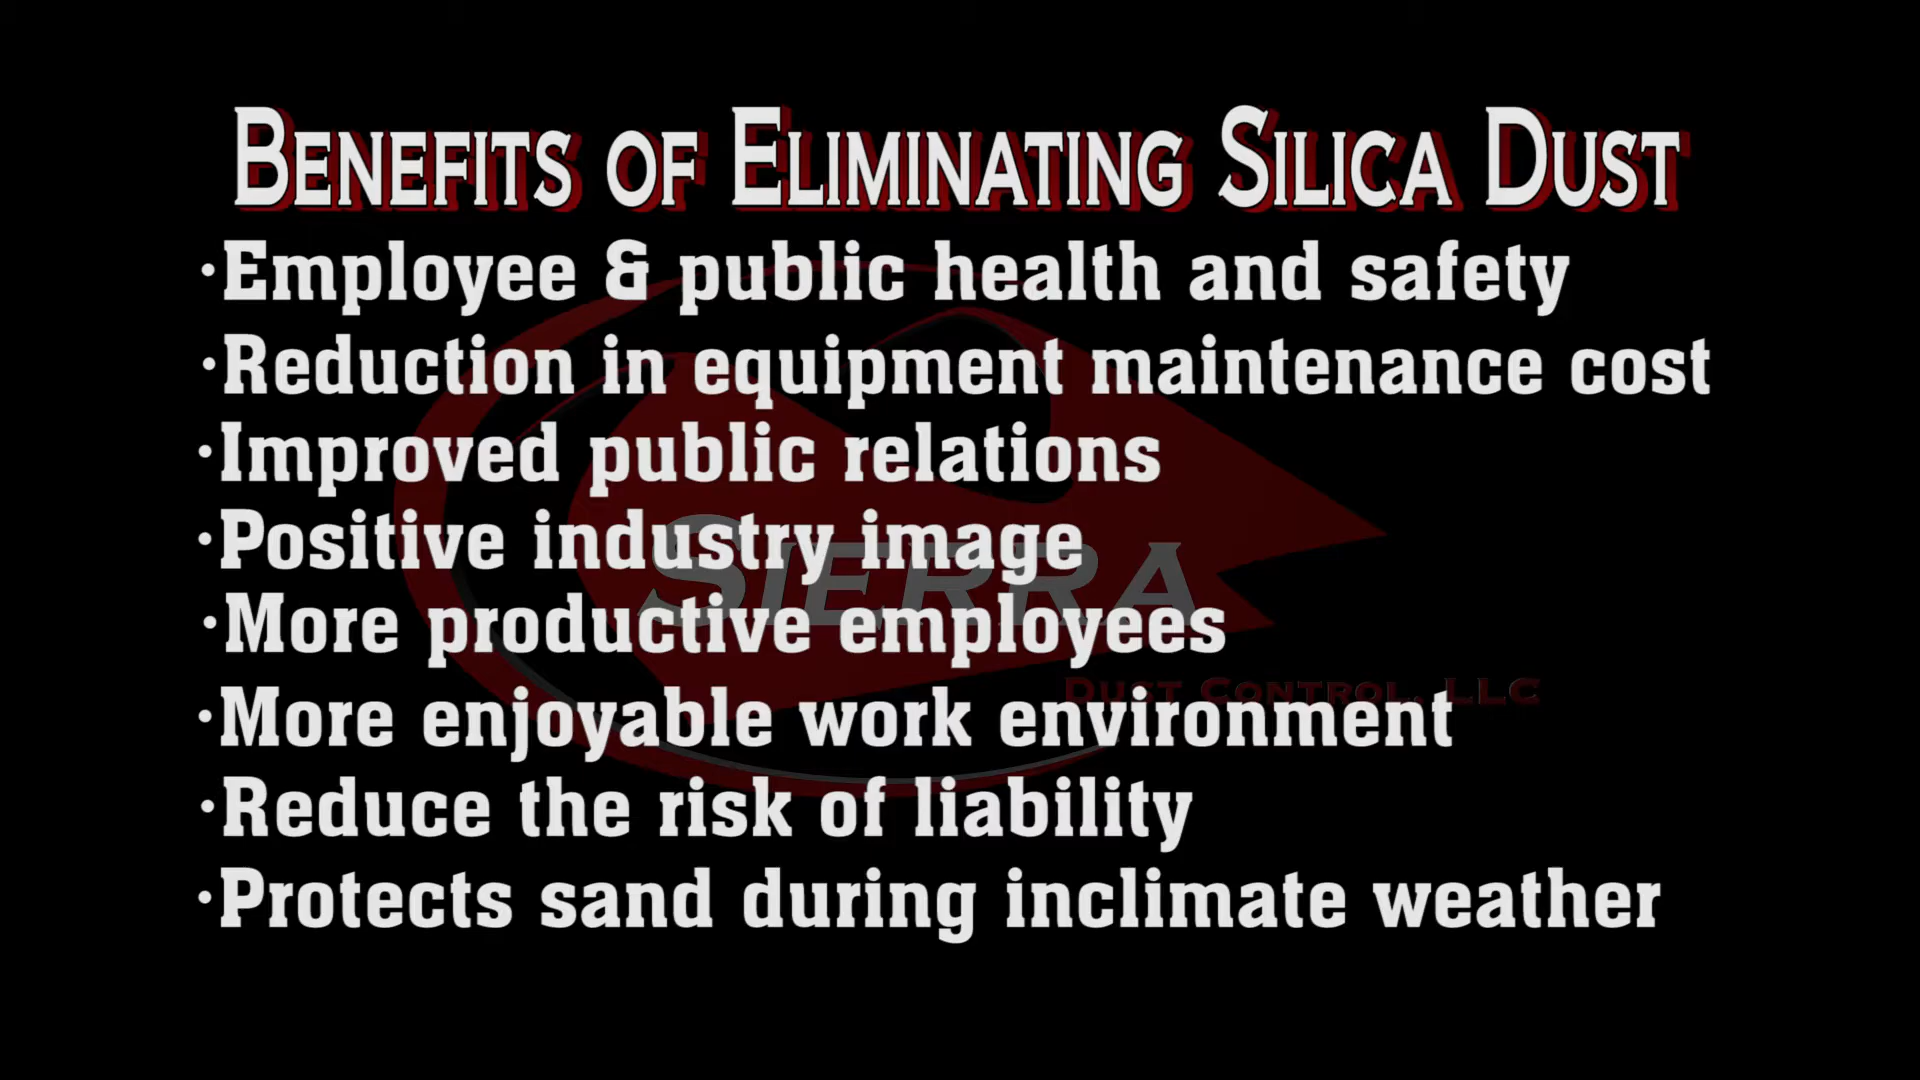 Benefits of Eliminating Silica Dust
·Employee & public health and safety
·Reduction in equipment maintenance cost
·Improved public relations
·Positive industry image
Sierra
·More productive employees
Dust Control, LLC
·More enjoyable work environment
·Reduce the risk of liability
·Protects sand during inclimate weather